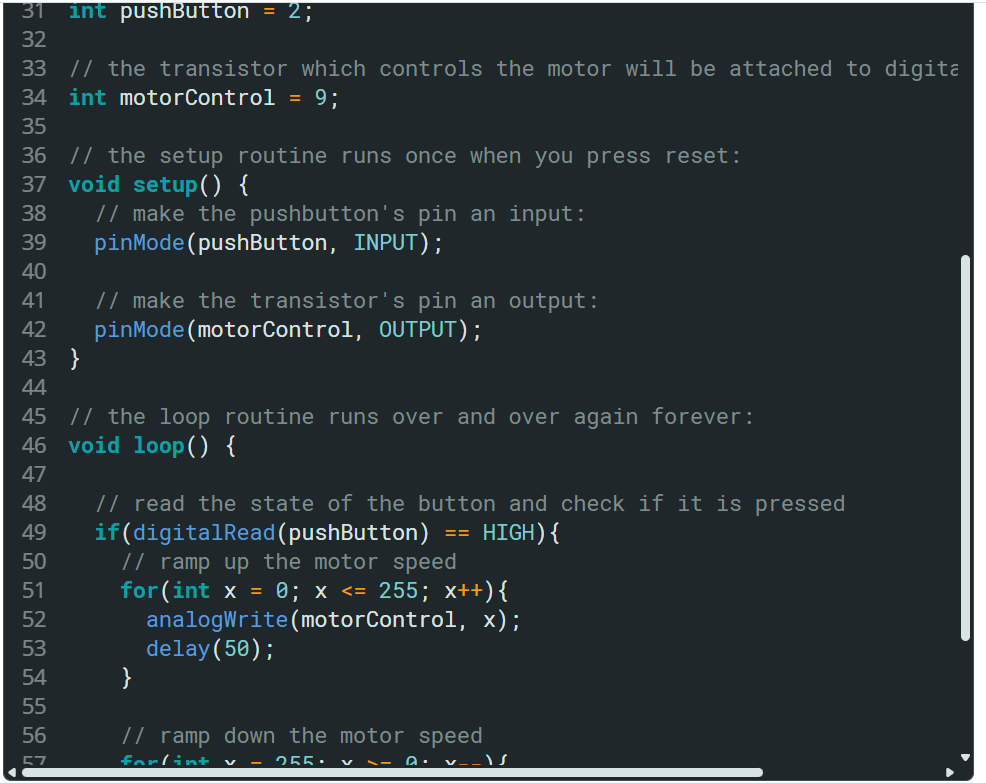 31 int pushButton = 2;
32
33 // the transistor which controls the motor will be attached to digita
34 int motorControl = 9;
35
36 // the setup routine runs once when you press reset:
37 void setup() {
38   // make the pushbutton's pin an input:
39   pinMode(pushButton, INPUT);
40
41   // make the transistor's pin an output:
42   pinMode(motorControl, OUTPUT);
43 }
44
45 // the loop routine runs over and over again forever:
46 void loop() {
47
48   // read the state of the button and check if it is pressed
49   if(digitalRead(pushButton) == HIGH){
50     // ramp up the motor speed
51     for(int x = 0; x <= 255; x++){
52       analogWrite(motorControl, x);
53       delay(50);
54     }
55
56     // ramp down the motor speed
57     for(int x = 255; x >= 0; x--){